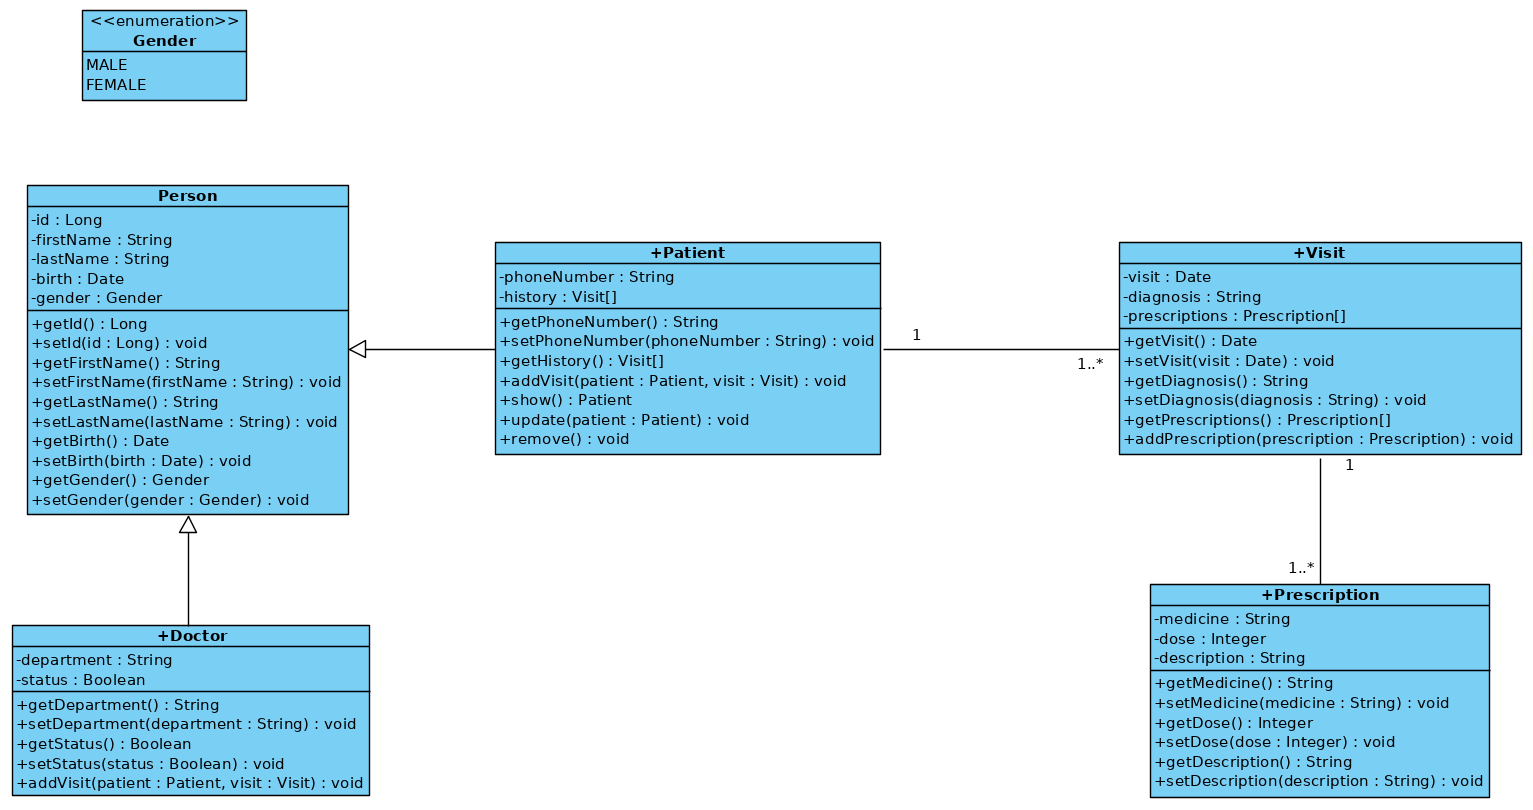 <<enumeration>>
Gender
MALE
FEMALE
Person
-id : Long
-firstName : String
-lastName : String
-birth : Date
-gender : Gender
+getId() : Long
+setId(id : Long) : void
+getFirstName() : String
+setFirstName(firstName : String) : void
+getLastName() : String
+setLastName(lastName : String) : void
+getBirth() : Date
+setBirth(birth : Date) : void
+getGender() : Gender
+setGender(gender : Gender) : void
+Patient
-phoneNumber : String
-history : Visit[]
+getPhoneNumber() : String
+setPhoneNumber(phoneNumber : String) : void
+getHistory() : Visit[]
+addVisit(patient : Patient, visit : Visit) : void
+show() : Patient
+update(patient : Patient) : void
+remove() : void
1
1..*
+Visit
-visit : Date
-diagnosis : String
-prescriptions : Prescription[]
+getVisit() : Date
+setVisit(visit : Date) : void
+getDiagnosis() : String
+setDiagnosis(diagnosis : String) : void
+getPrescriptions() : Prescription[]
+addPrescription(prescription : Prescription) : void
1
1..*
+Doctor
-department : String
-status : Boolean
+getDepartment() : String
+setDepartment(department : String) : void
+getStatus() : Boolean
+setStatus(status : Boolean) : void
+addVisit(patient : Patient, visit : Visit) : void
+Prescription
-medicine : String
-dose : Integer
-description : String
+getMedicine() : String
+setMedicine(medicine : String) : void
+getDose() : Integer
+setDose(dose : Integer) : void
+getDescription() : String
+setDescription(description : String) : void